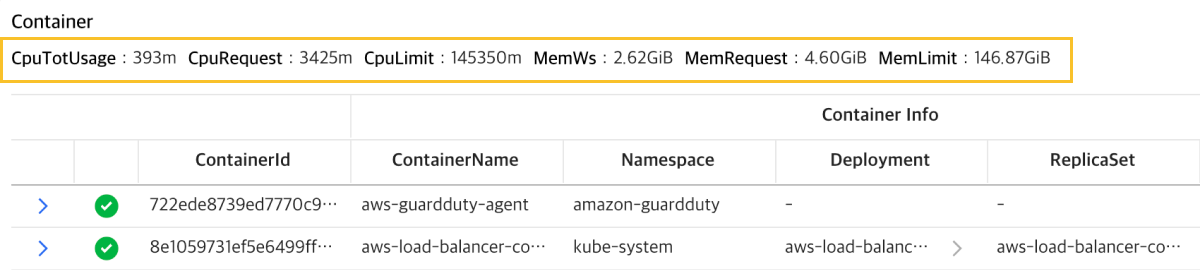 Container
CpuTotUsage : 393m CpuRequest : 3425m CpuLimit : 145350m MemWs : 2.62GiB MemRequest : 4.60GiB MemLimit : 146.87GiB
Container Info
ContainerId ContainerName Namespace Deployment ReplicaSet
722ede8739ed7770c9··· aws-guardduty-agent amazon-guardduty - -
8e1059731ef5e6499ff··· aws-load-balancer-co··· kube-system aws-load-balanc··· aws-load-balancer-co···